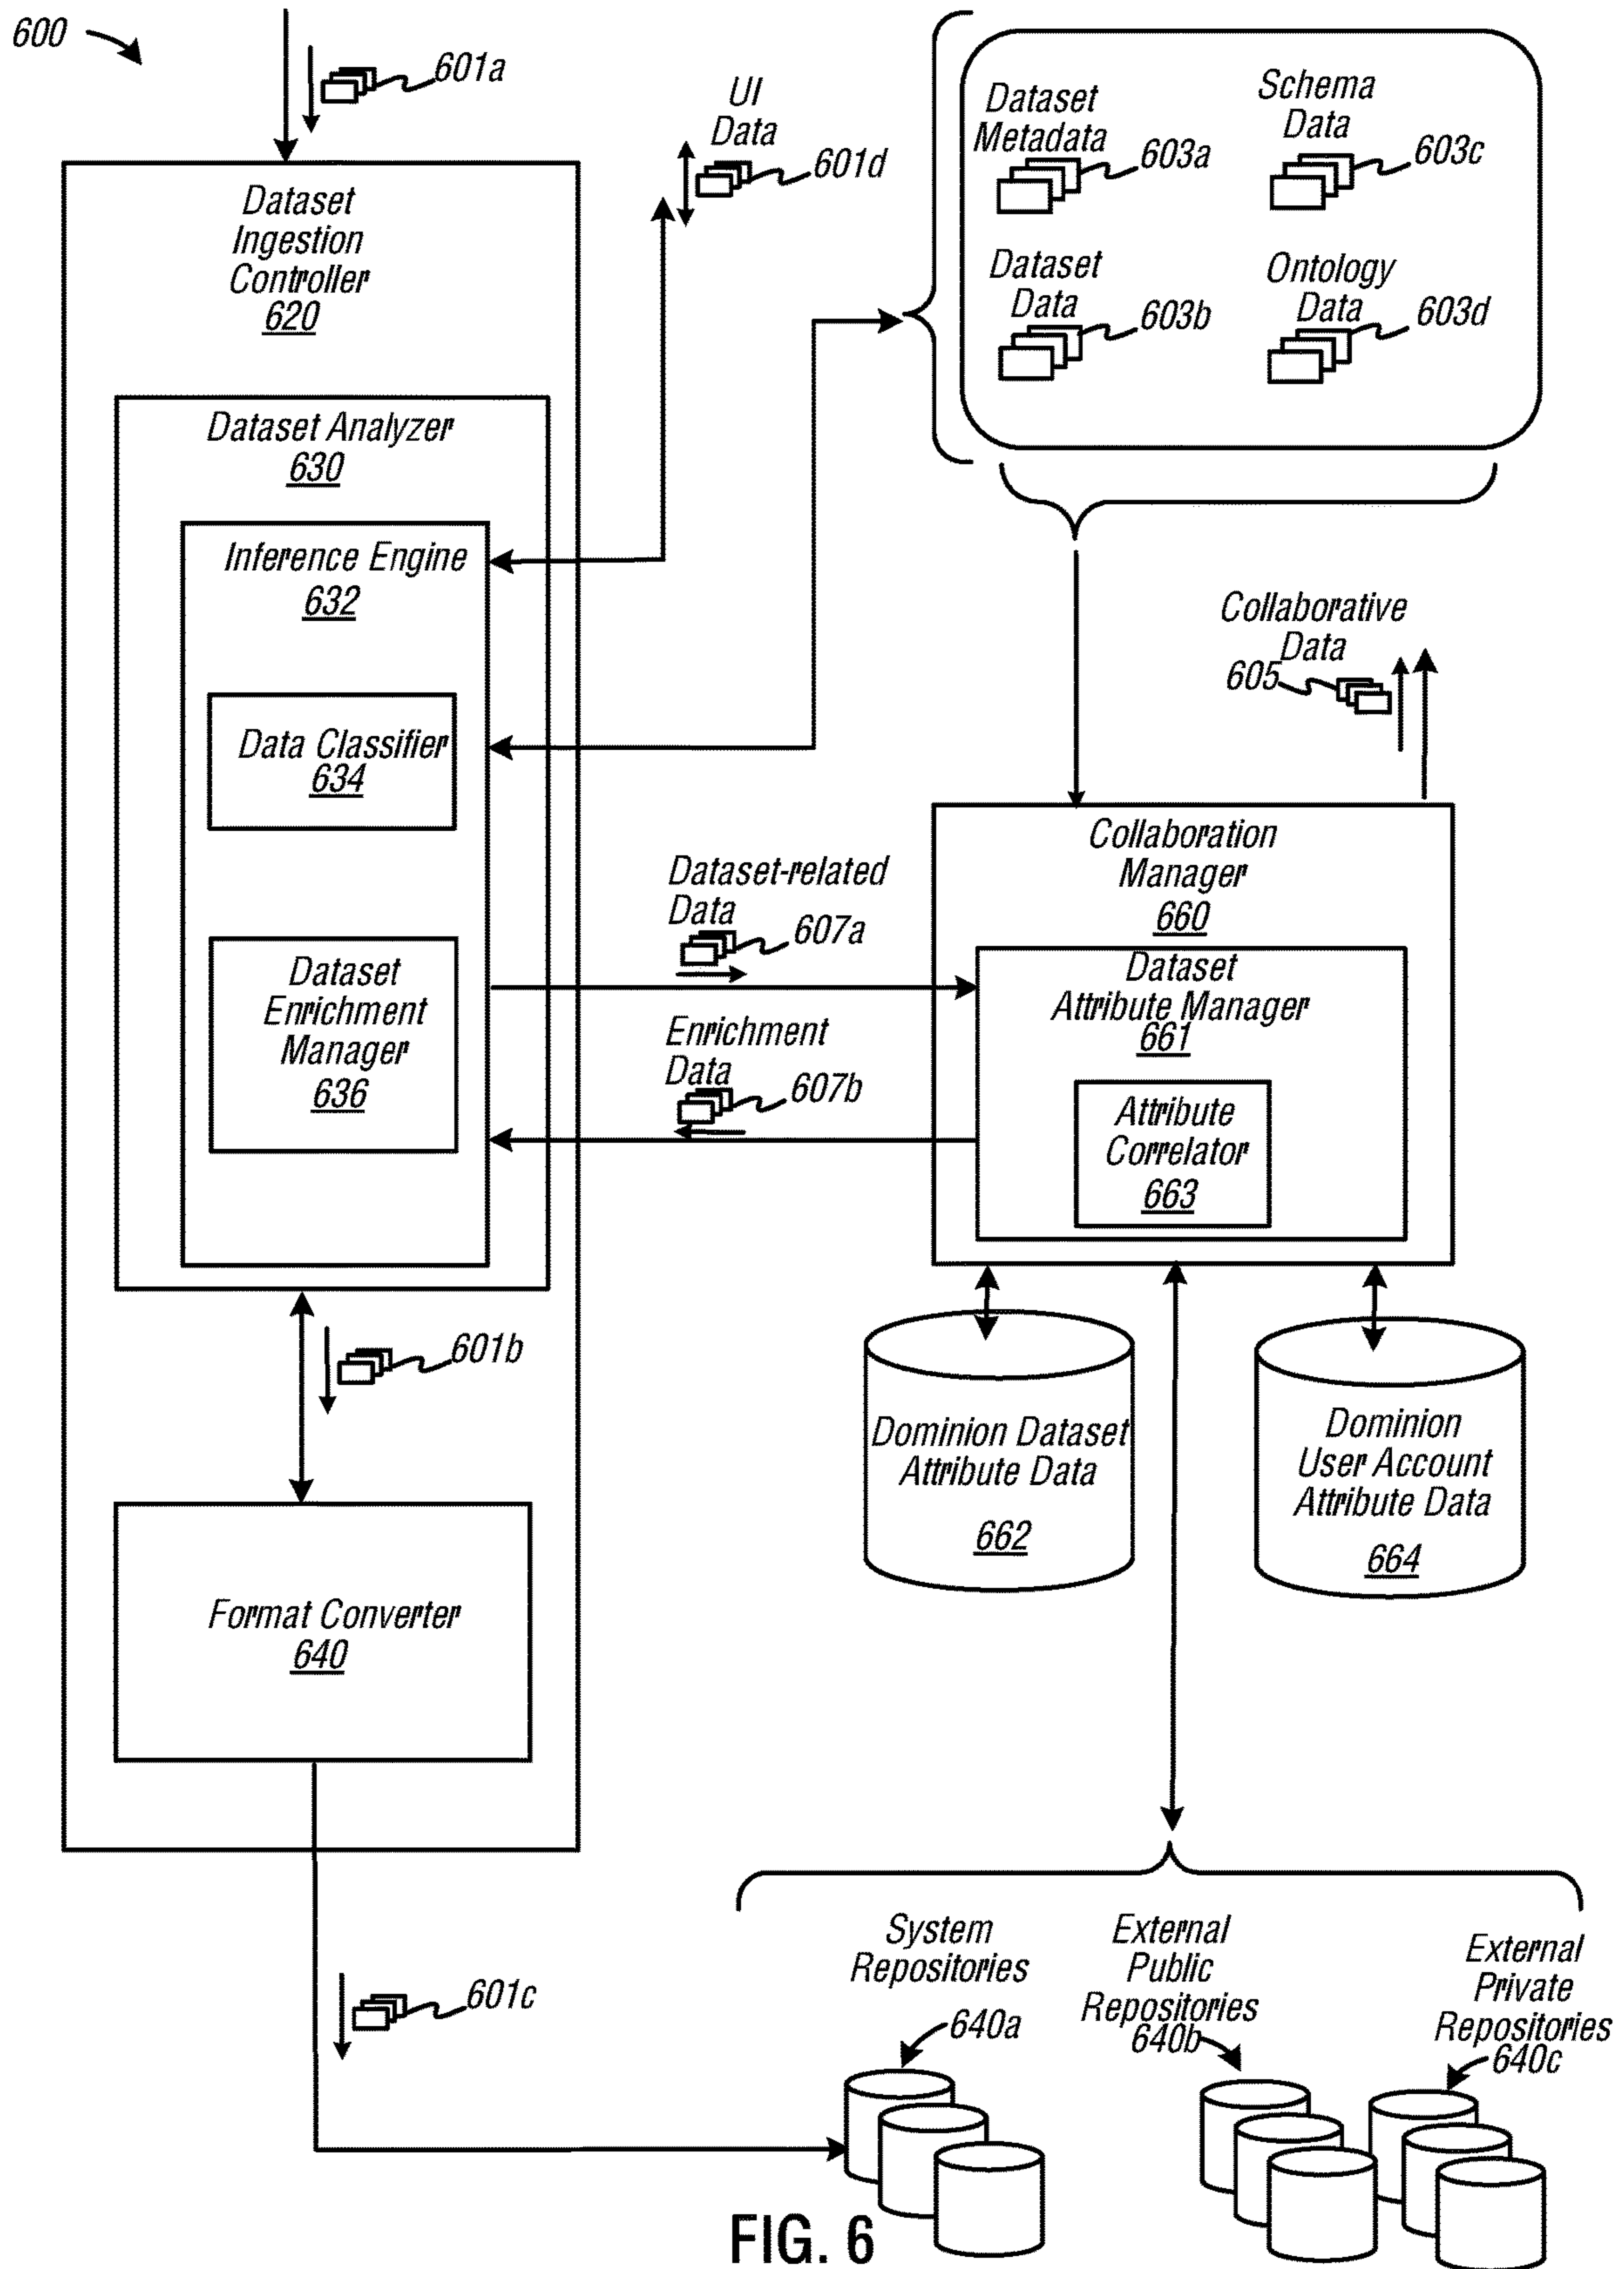 600
601a
UI
Data
601d
Dataset
Metadata
603a
Schema
Data
603c
Dataset
Data
603b
Ontology
Data
603d
Dataset
Ingestion
Controller
620
Dataset Analyzer
630
Inference Engine
632
Data Classifier
634
Dataset
Enrichment
Manager
636
Collaborative
Data
605
Dataset-related
Data
607a
Enrichment
Data
607b
Collaboration
Manager
660
Dataset
Attribute Manager
661
Attribute
Correlator
663
601b
Dominion Dataset
Attribute Data
662
Dominion
User Account
Attribute Data
664
Format Converter
640
601c
System
Repositories
640a
External
Public
Repositories
640b
External
Private
Repositories
640c
FIG. 6